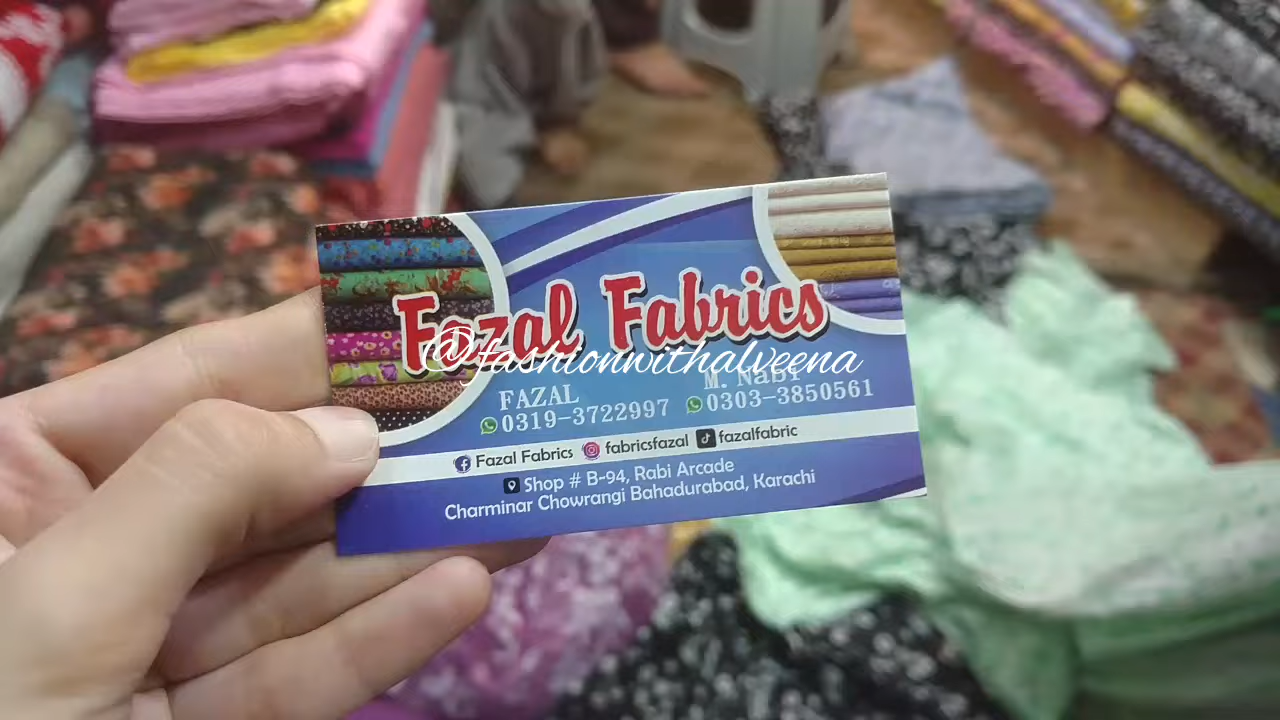 Fazal Fabrics
@fashionwithalveena
FAZAL
0319-3722997
M. Nabi
0303-3850561
Fazal Fabrics fabricsfazal fazalfabric
Shop # B-94, Rabi Arcade
Charminar Chowrangi Bahadurabad, Karachi